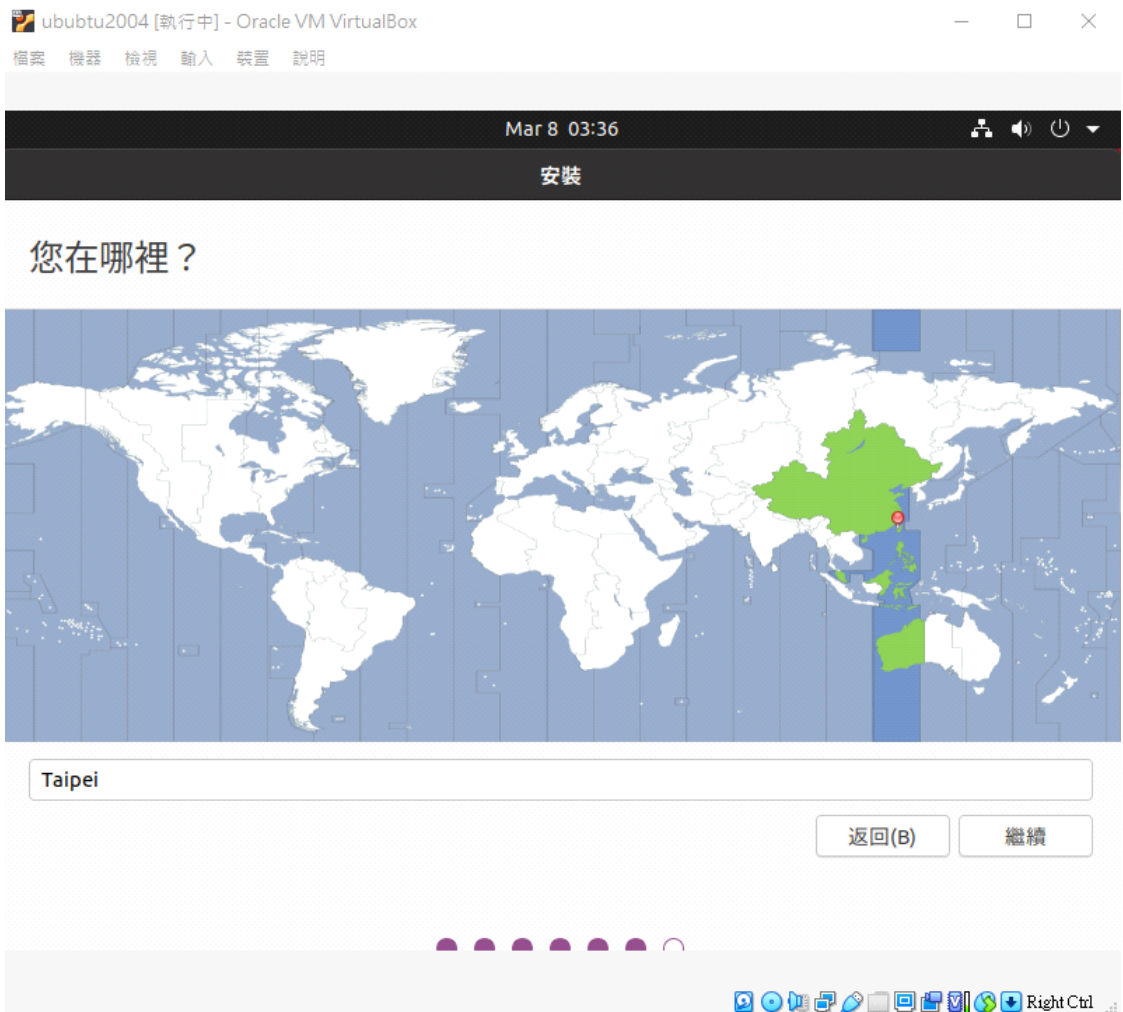 ububtu2004 [執行中] - Oracle VM VirtualBox
檔案 機器 檢視 輸入 裝置 說明
Mar 8 03:36
安裝
您在哪裡？
Taipei
返回(B) 繼續
Right Ctrl